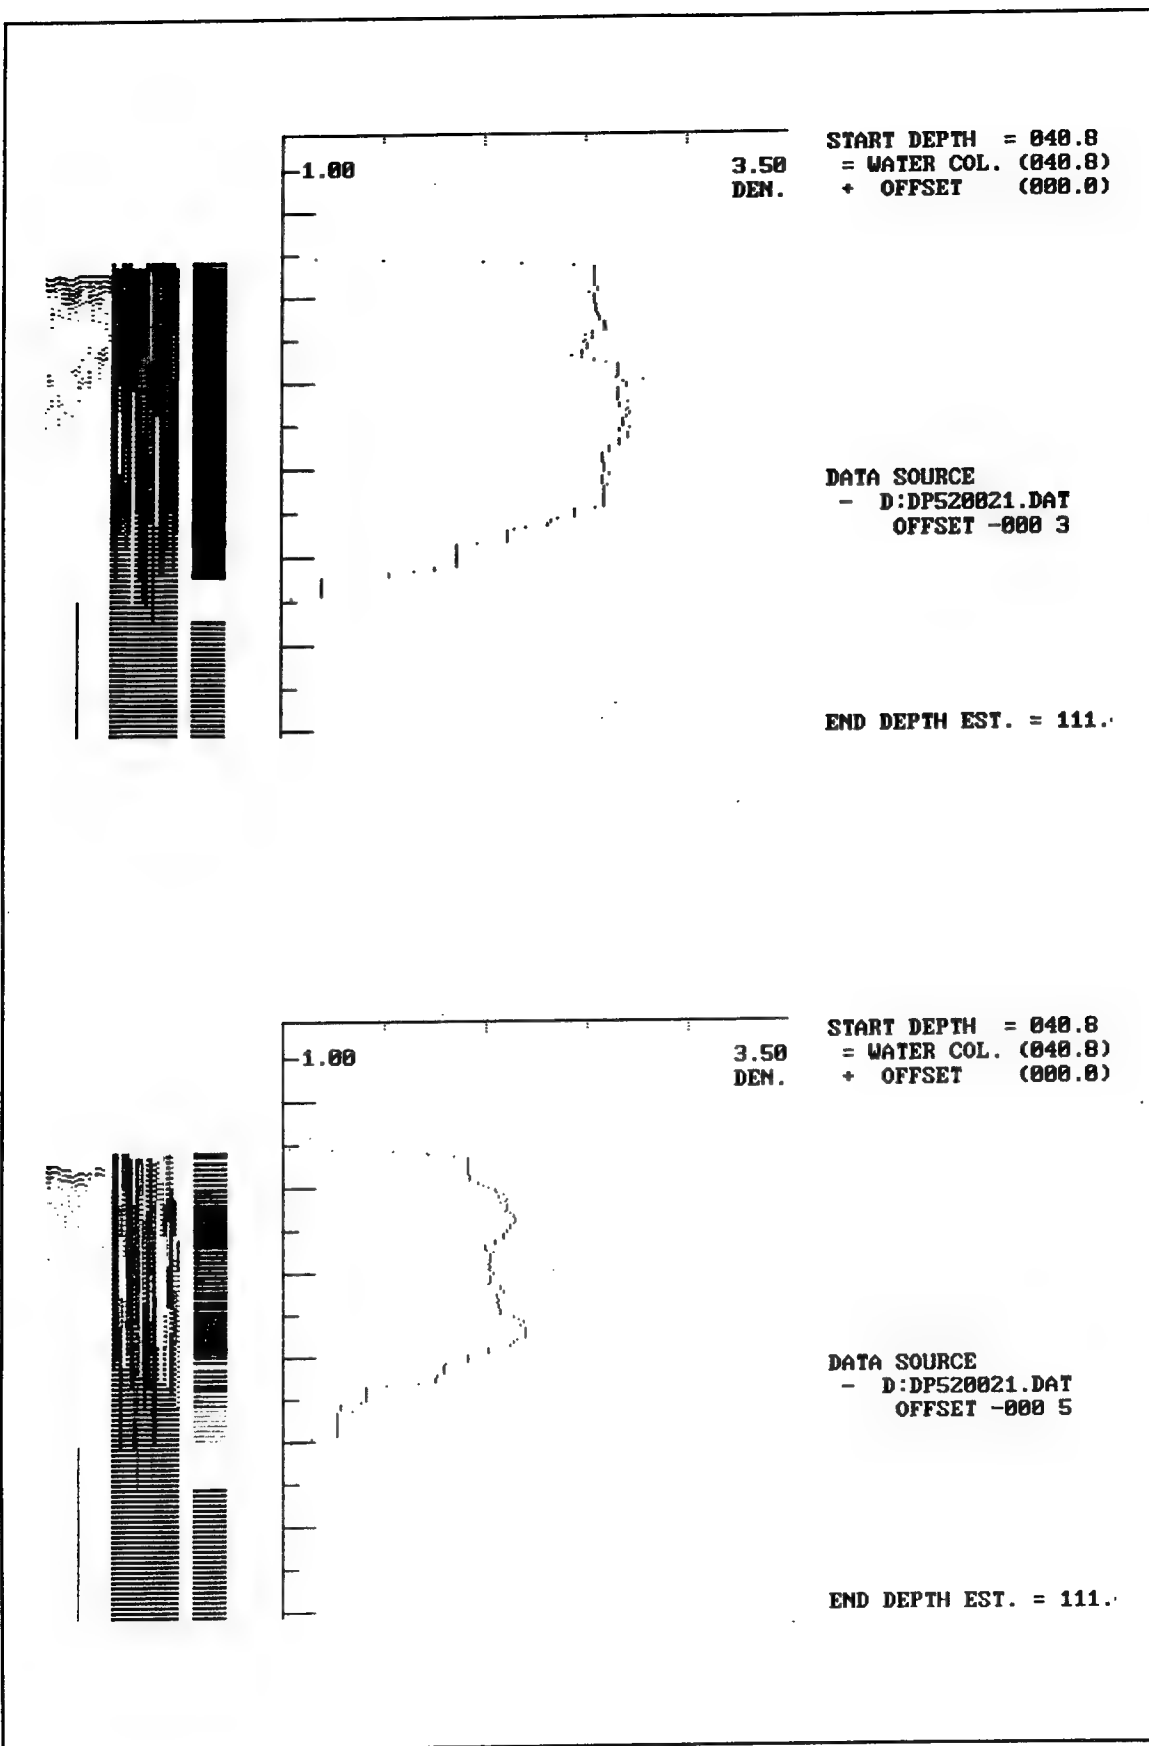 1.00
3.50
DEN.
START DEPTH = 040.8
= WATER COL. (040.8)
+ OFFSET (000.0)
DATA SOURCE
- D:DP520021.DAT
OFFSET -000 3
END DEPTH EST. = 111.
1.00
3.50
DEN.
START DEPTH = 040.8
= WATER COL. (040.8)
+ OFFSET (000.0)
DATA SOURCE
- D:DP520021.DAT
OFFSET -000 5
END DEPTH EST. = 111.